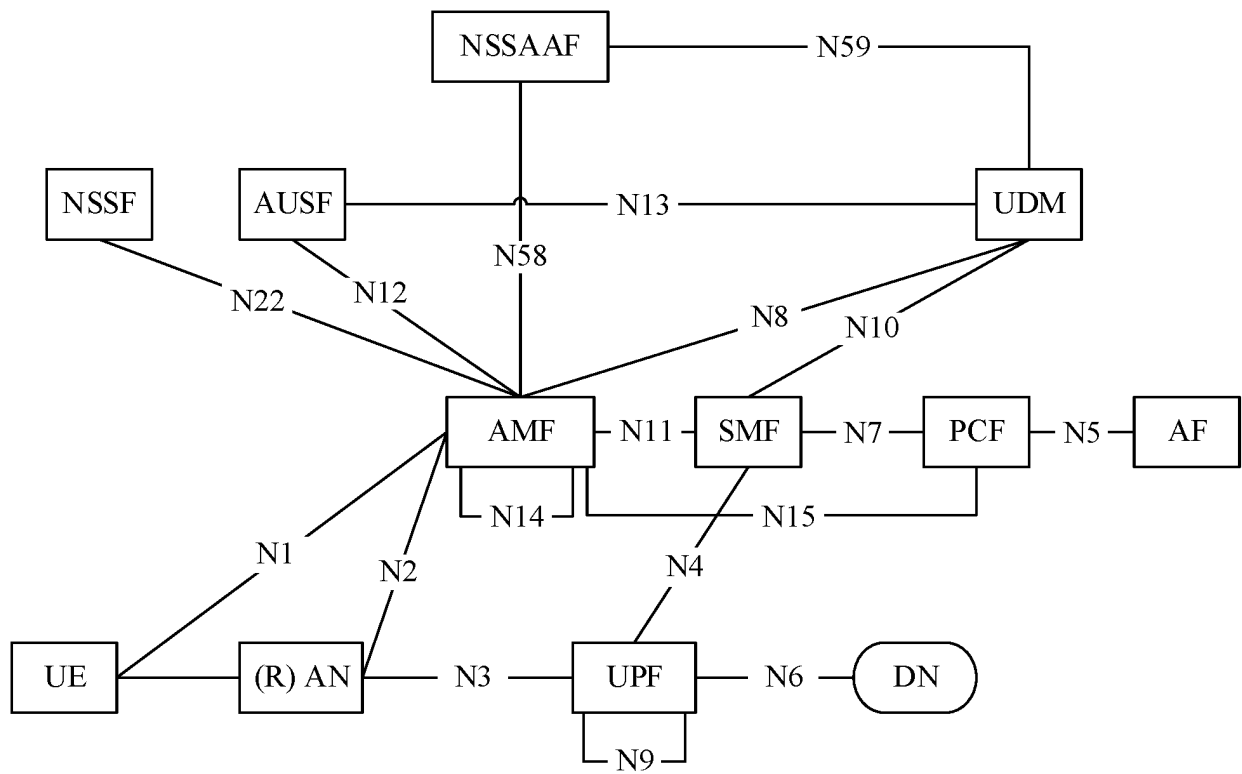 NSSAAF
N59
NSSF
AUSF
N13
UDM
N58
N22
N12
N8
N10
AMF
N11
SMF
N7
PCF
N5
AF
N14
N15
N1
N2
N4
UE
(R) AN
N3
UPF
N6
DN
N9